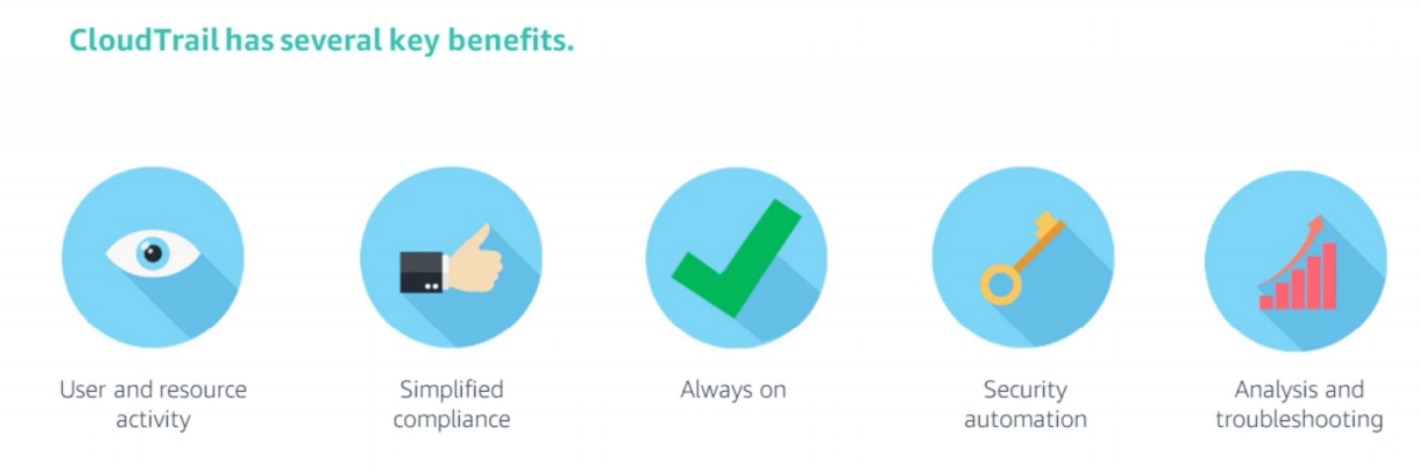 CloudTrail has several key benefits.
User and resource
activity
Simplified
compliance
Always on
Security
automation
Analysis and
troubleshooting